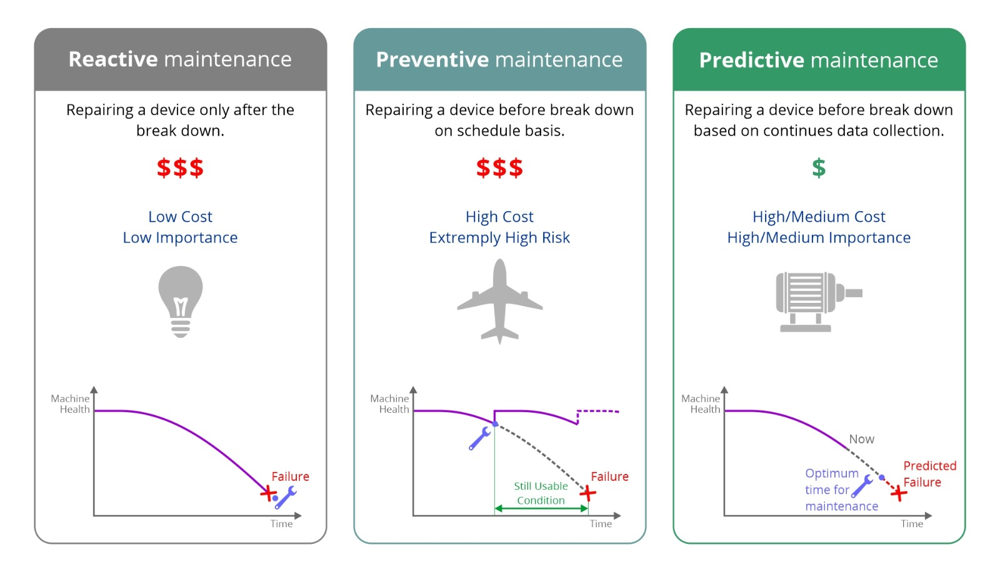 Reactive maintenance
Repairing a device only after the
break down.
$$$
Low Cost
Low Importance
Machine
Health
Failure
Time
Preventive maintenance
Repairing a device before break down
on schedule basis.
$$$
High Cost
Extremply High Risk
Machine
Health
Still Usable
Condition
Failure
Time
Predictive maintenance
Repairing a device before break down
based on continues data collection.
$
High/Medium Cost
High/Medium Importance
Machine
Health
Now
Optimum
time for
maintenance
Predicted
Failure
Time